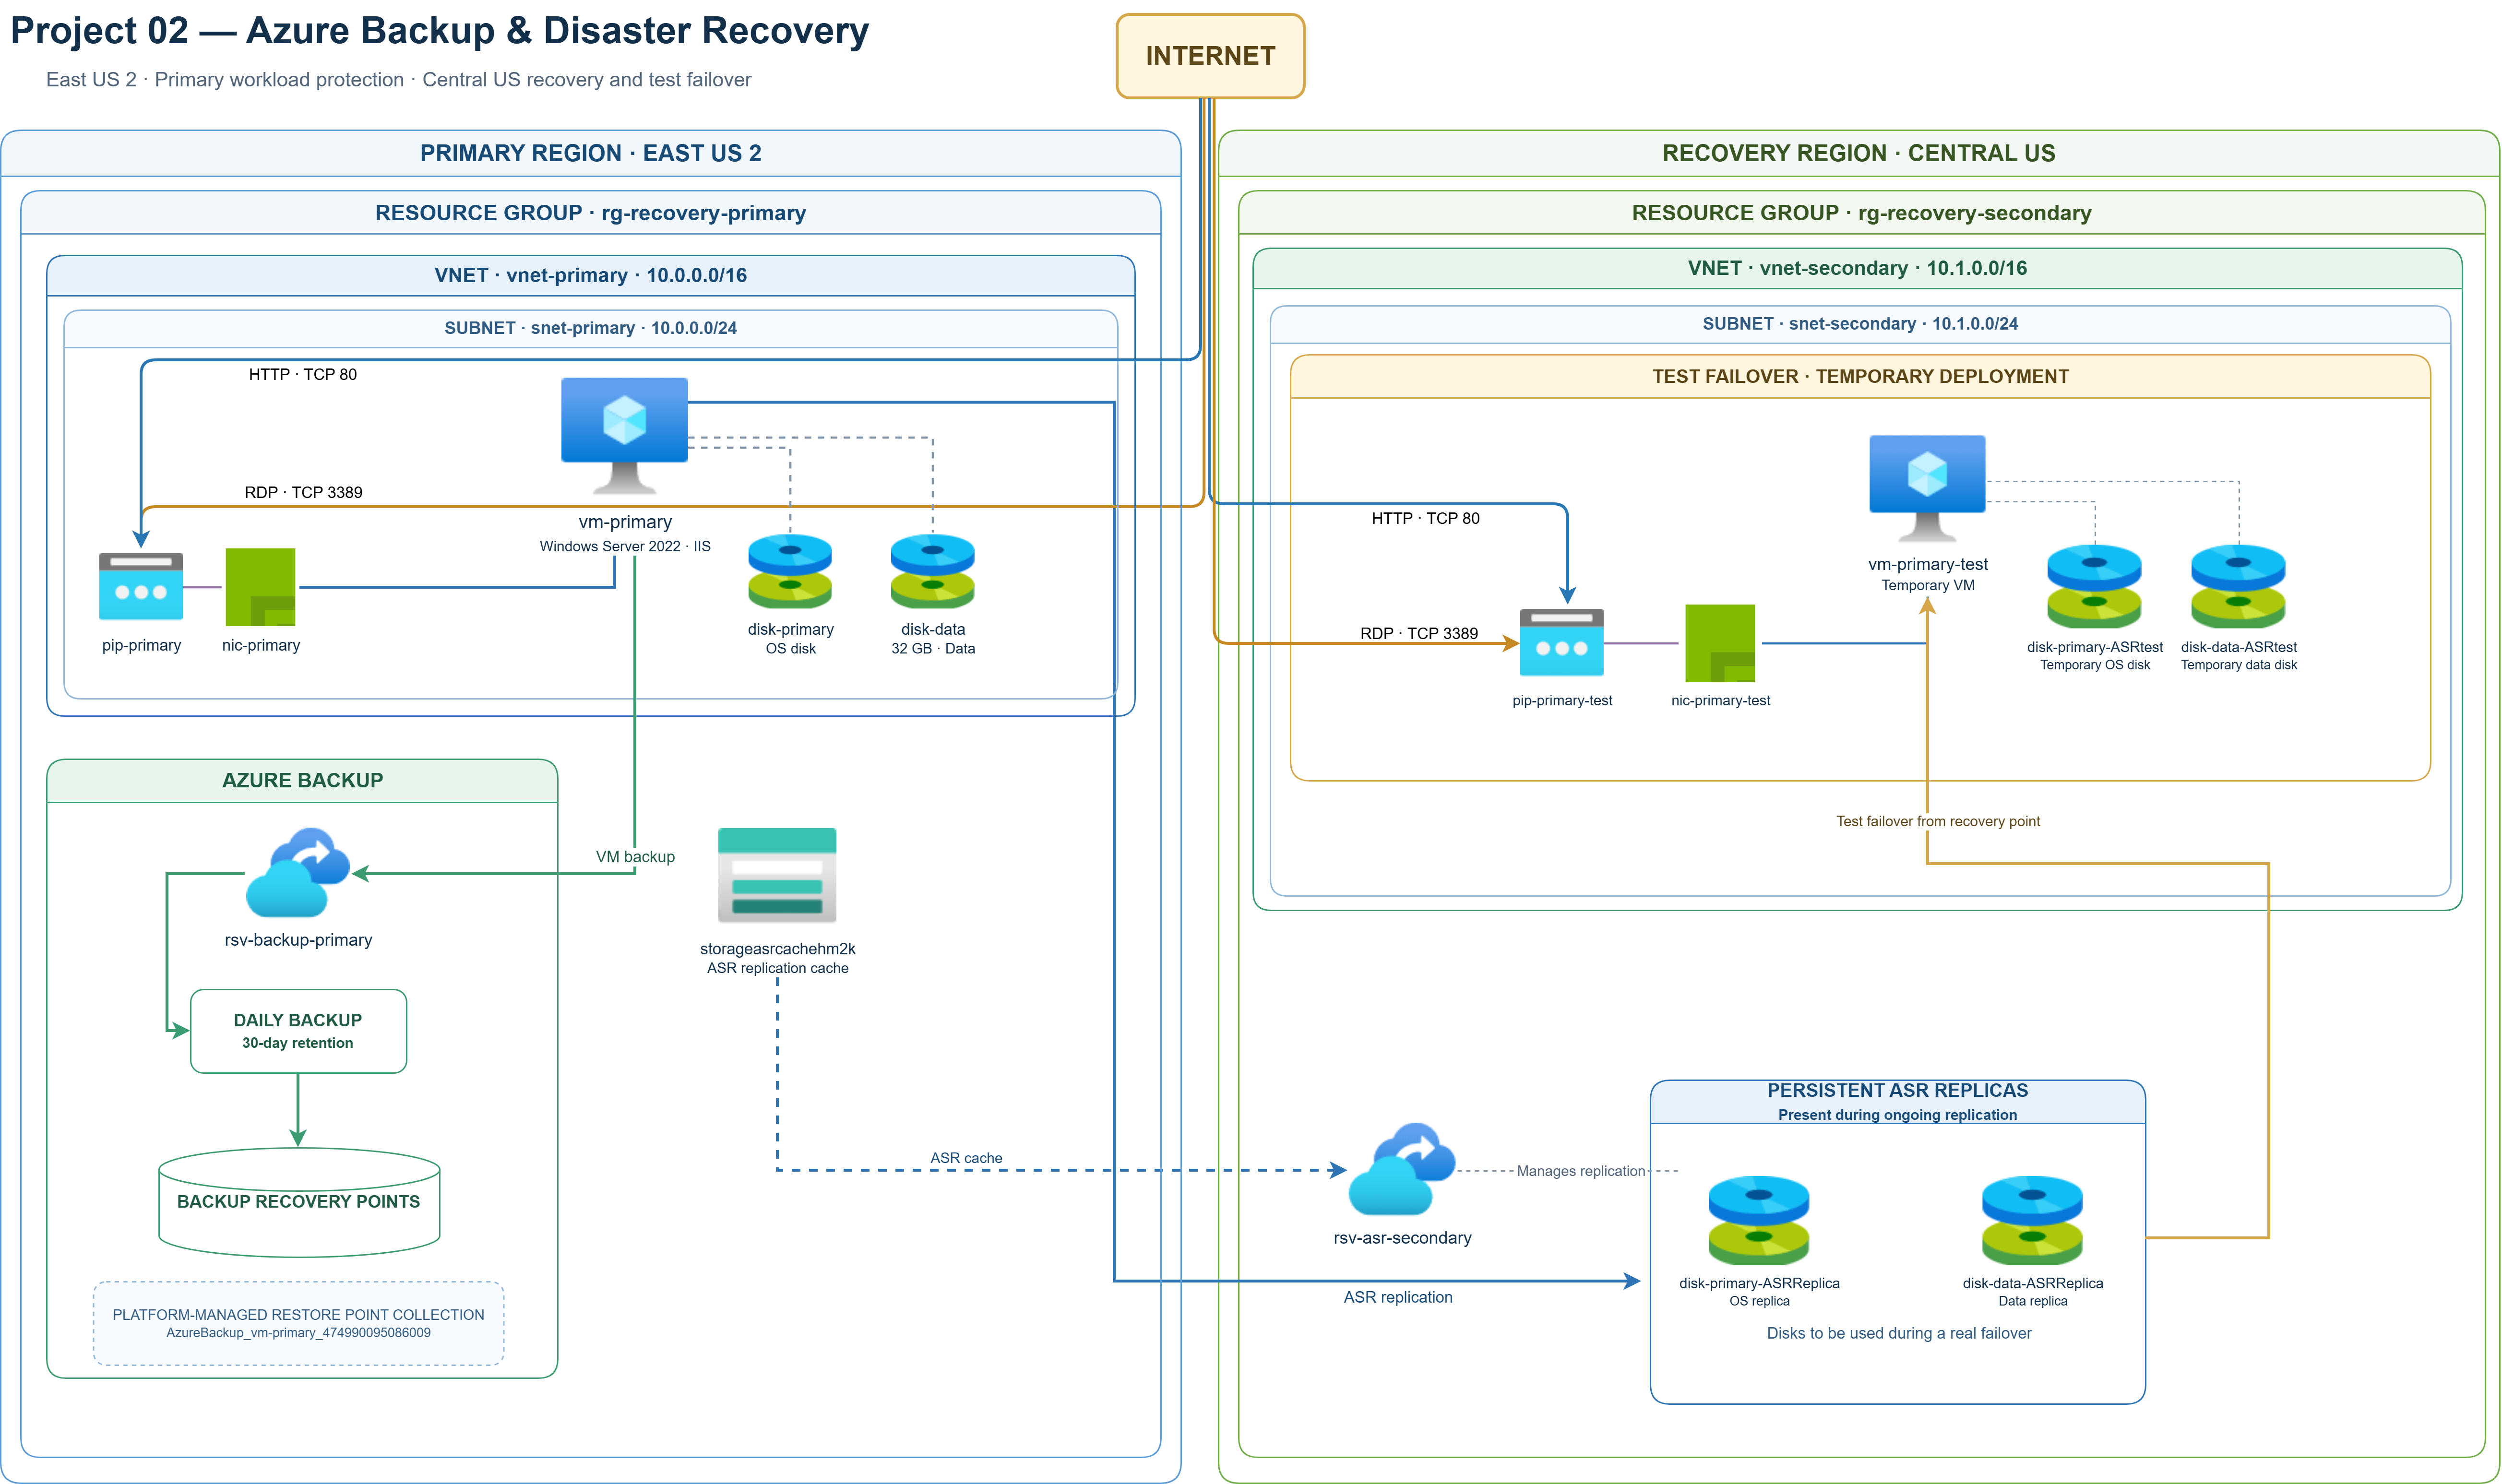 Project 02 — Azure Backup & Disaster Recovery
East US 2 · Primary workload protection · Central US recovery and test failover
INTERNET
PRIMARY REGION · EAST US 2
RESOURCE GROUP · rg-recovery-primary
VNET · vnet-primary · 10.0.0.0/16
SUBNET · snet-primary · 10.0.0.0/24
HTTP · TCP 80
RDP · TCP 3389
vm-primary
Windows Server 2022 · IIS
pip-primary
nic-primary
disk-primary
OS disk
disk-data
32 GB · Data
AZURE BACKUP
VM backup
rsv-backup-primary
DAILY BACKUP
30-day retention
BACKUP RECOVERY POINTS
PLATFORM-MANAGED RESTORE POINT COLLECTION
AzureBackup_vm-primary_474990095086009
storageasrcachehm2k
ASR replication cache
ASR cache
RECOVERY REGION · CENTRAL US
RESOURCE GROUP · rg-recovery-secondary
VNET · vnet-secondary · 10.1.0.0/16
SUBNET · snet-secondary · 10.1.0.0/24
TEST FAILOVER · TEMPORARY DEPLOYMENT
HTTP · TCP 80
RDP · TCP 3389
vm-primary-test
Temporary VM
pip-primary-test
nic-primary-test
disk-primary-ASRtest
Temporary OS disk
disk-data-ASRtest
Temporary data disk
Test failover from recovery point
PERSISTENT ASR REPLICAS
Present during ongoing replication
Manages replication
rsv-asr-secondary
ASR replication
disk-primary-ASRReplica
OS replica
disk-data-ASRReplica
Data replica
Disks to be used during a real failover